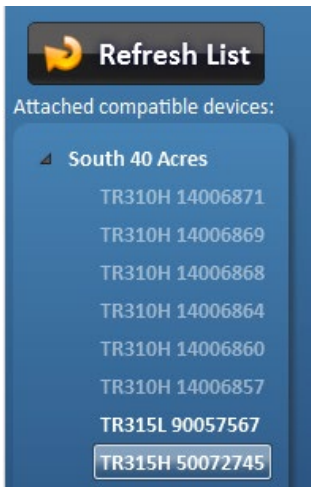 Refresh List
Attached compatible devices:
South 40 Acres
TR310H 14006871
TR310H 14006869
TR310H 14006868
TR310H 14006864
TR310H 14006860
TR310H 14006857
TR315L 90057567
TR315H 50072745